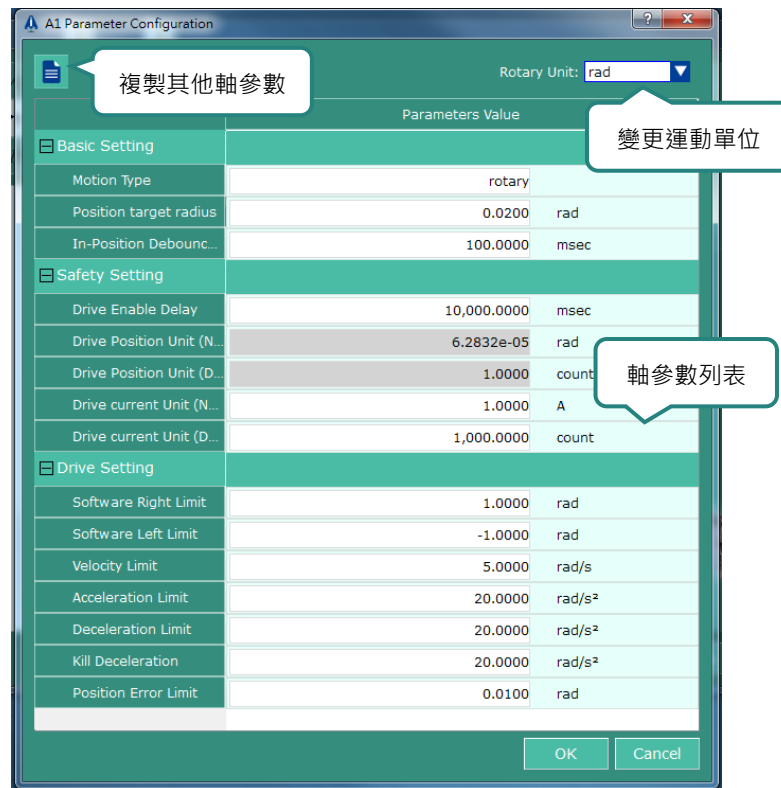 A1 Parameter Configuration
? X
複製其他軸參數
Rotary Unit: rad
Parameters Value
變更運動單位
Basic Setting
Motion Type rotary
Position target radius 0.0200 rad
In-Position Debounc... 100.0000 msec
Safety Setting
Drive Enable Delay 10,000.0000 msec
Drive Position Unit (N... 6.2832e-05 rad
Drive Position Unit (D... 1.0000 count
軸參數列表
Drive current Unit (N... 1.0000 A
Drive current Unit (D... 1,000.0000 count
Drive Setting
Software Right Limit 1.0000 rad
Software Left Limit -1.0000 rad
Velocity Limit 5.0000 rad/s
Acceleration Limit 20.0000 rad/s²
Deceleration Limit 20.0000 rad/s²
Kill Deceleration 20.0000 rad/s²
Position Error Limit 0.0100 rad
OK Cancel